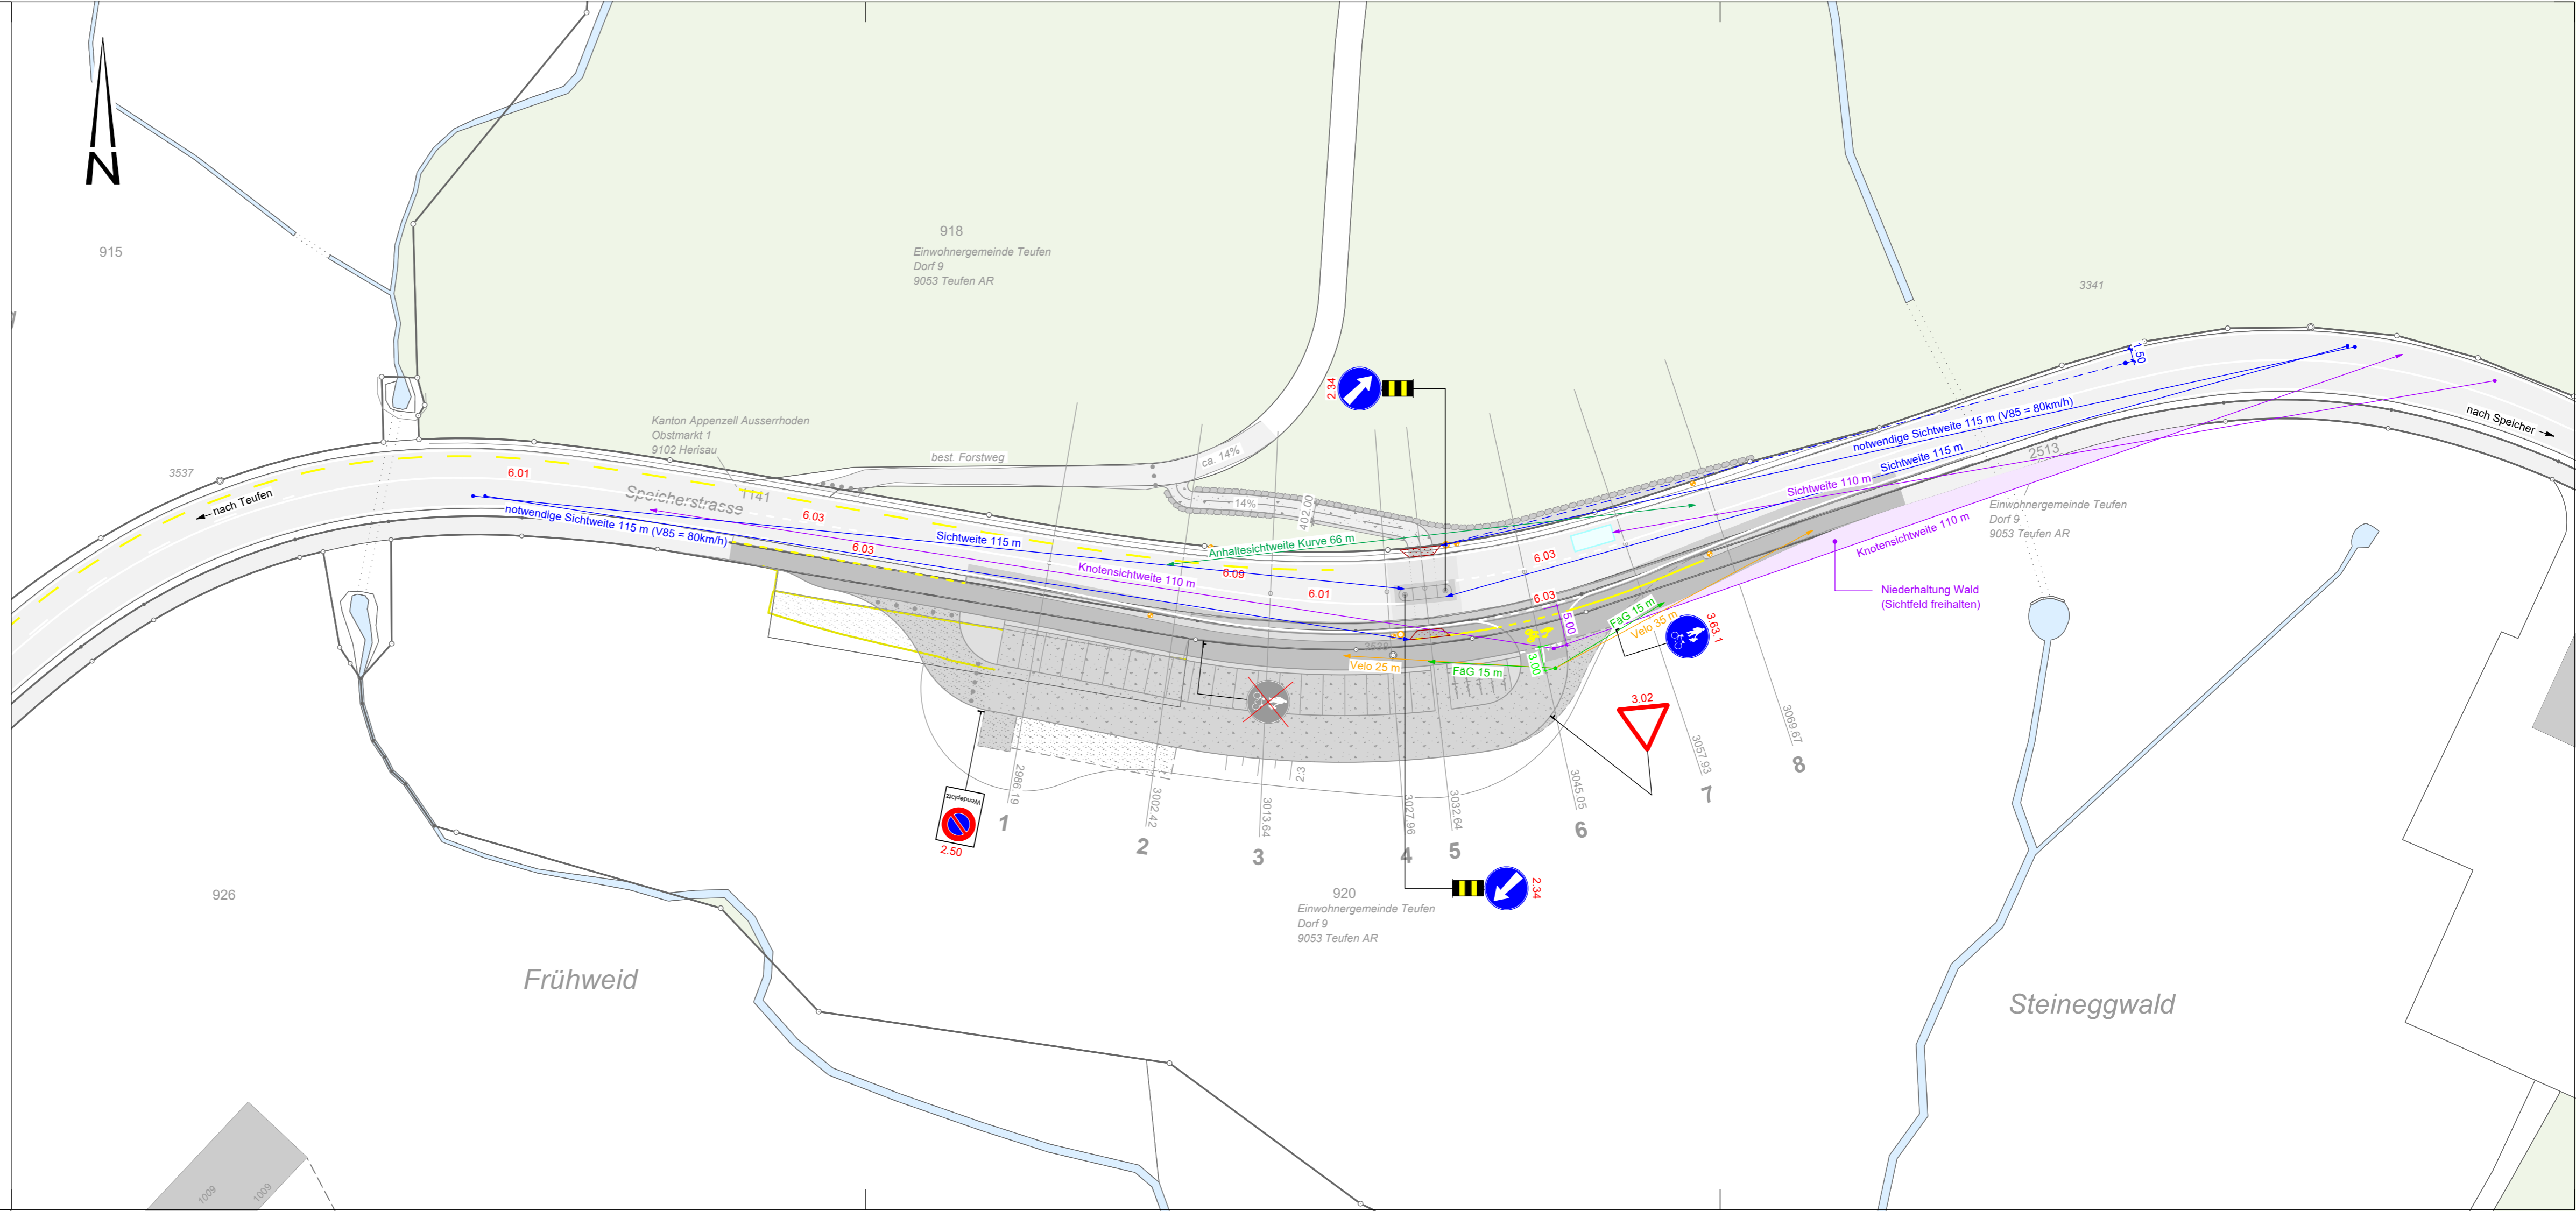 N
915
918
Einwohnergemeinde Teufen
Dorf 9
9053 Teufen AR
3341
2.34
1.50
Kanton Appenzell Ausserrhoden
Obstmarkt 1
9102 Herisau
best. Forstweg
ca. 14%
3537
6.01
nach Teufen
Speicherstrasse
1141
6.03
14%
402.00
notwendige Sichtweite 115 m (V85 = 80km/h)
Sichtweite 115 m
6.03
Anhaltesichtweite Kurve 66 m
6.09
Knotensichtweite 110 m
6.01
6.03
6.03
notwendige Sichtweite 115 m (V85 = 80km/h)
Sichtweite 115 m
Sichtweite 110 m
nach Speicher
2513
Einwohnergemeinde Teufen
Dorf 9
9053 Teufen AR
Knotensichtweite 110 m
Niederhaltung Wald
(Sichtfeld freihalten)
5.00
3.00
FäG 15 m
Velo 35 m
3.63.1
Velo 25 m
FäG 15 m
3.02
2:3
Wendeplatz
2.50
2986.19
1
3002.42
2
3013.64
3
3027.96
4
3032.64
5
3045.05
6
3057.93
7
3069.67
8
2.34
920
Einwohnergemeinde Teufen
Dorf 9
9053 Teufen AR
926
Frühweid
Steineggwald
1009
1009